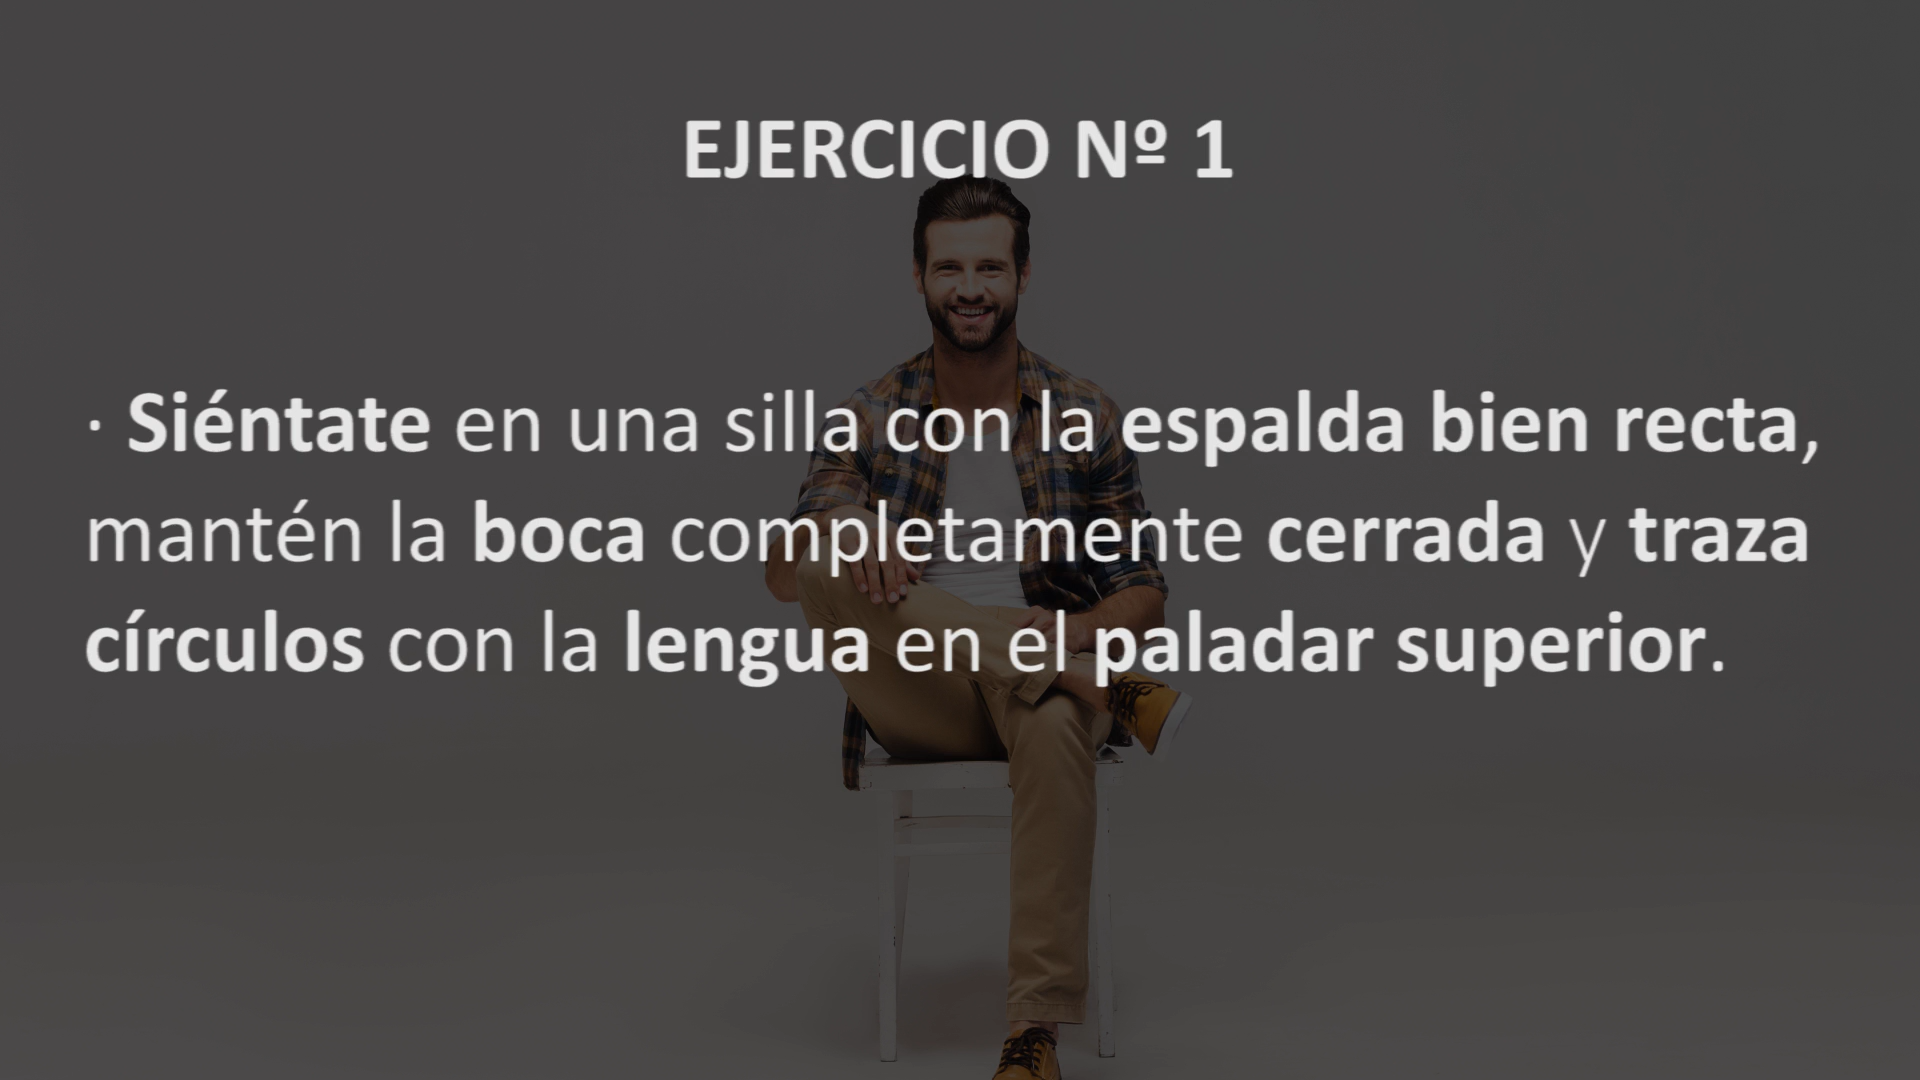 EJERCICIO Nº 1
· Siéntate en una silla con la espalda bien recta,
mantén la boca completamente cerrada y traza
círculos con la lengua en el paladar superior.